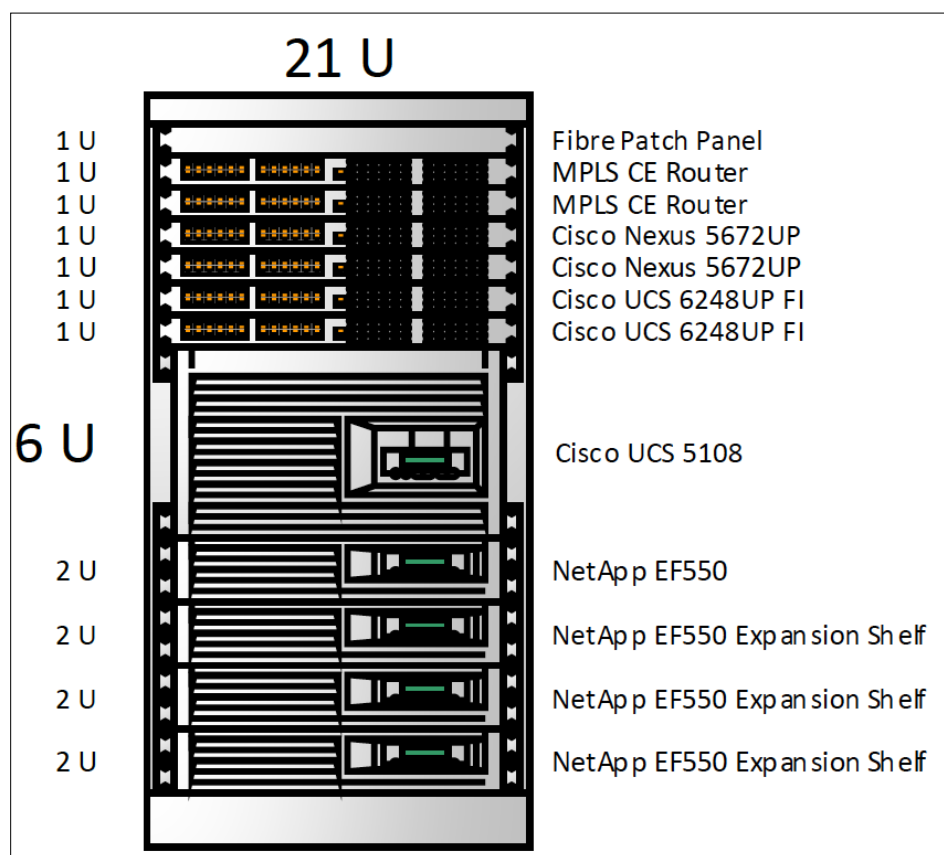 21 U
1 U Fibre Patch Panel
1 U MPLS CE Router
1 U MPLS CE Router
1 U Cisco Nexus 5672UP
1 U Cisco Nexus 5672UP
1 U Cisco UCS 6248UP FI
1 U Cisco UCS 6248UP FI
6 U Cisco UCS 5108
2 U NetApp EF550
2 U NetApp EF550 Expansion Shelf
2 U NetApp EF550 Expansion Shelf
2 U NetApp EF550 Expansion Shelf